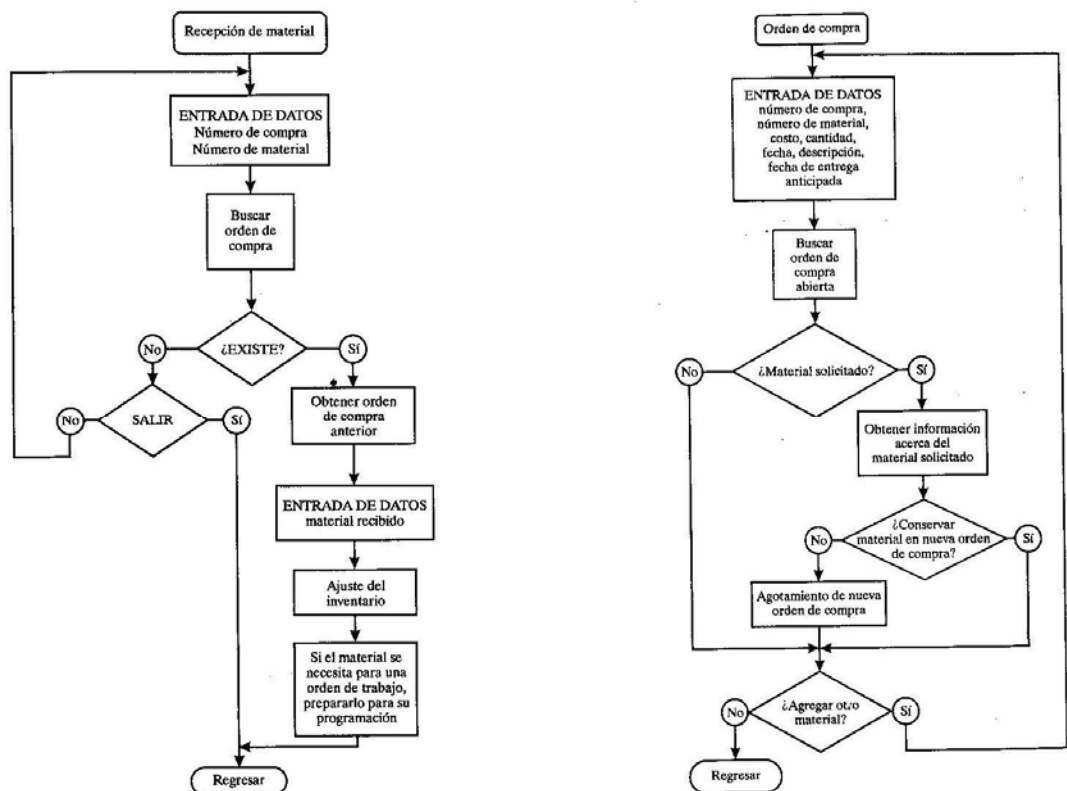 Recepción de material
ENTRADA DE DATOS
Número de compra
Número de material
Buscar
orden de
compra
¿EXISTE?
No
Sí
SALIR
No
Sí
Obtener orden
de compra
anterior
ENTRADA DE DATOS
material recibido
Ajuste del
inventario
Si el material se
necesita para una
orden de trabajo,
prepararlo para su
programación
Regresar
Orden de compra
ENTRADA DE DATOS
número de compra,
número de material,
costo, cantidad,
fecha, descripción,
fecha de entrega
anticipada
Buscar
orden de
compra
abierta
¿Material solicitado?
No
Sí
Obtener información
acerca del
material solicitado
¿Conservar
material en nueva orden
de compra?
No
Sí
Agotamiento de nueva
orden de compra
¿Agregar otro
material?
No
Sí
Regresar